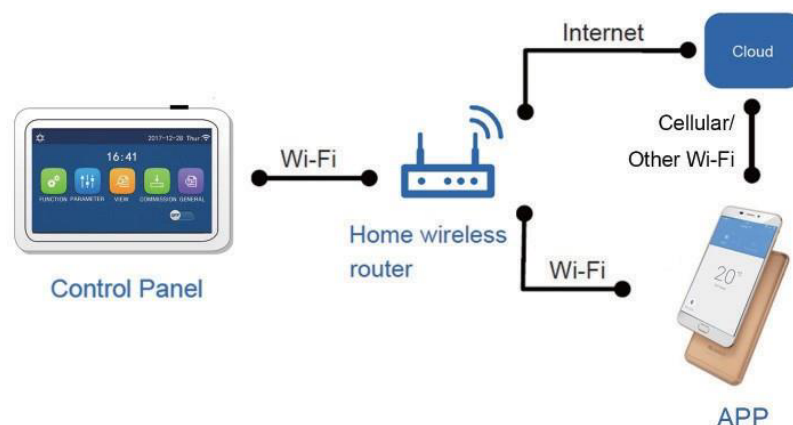 Internet
Cloud
Cellular/
Other Wi-Fi
2017-12-28 Thur
16:41
FUNCTION PARAMETER VIEW COMMISSION GENERAL
OFF
Wi-Fi
Home wireless
router
Control Panel
Wi-Fi
20°
APP